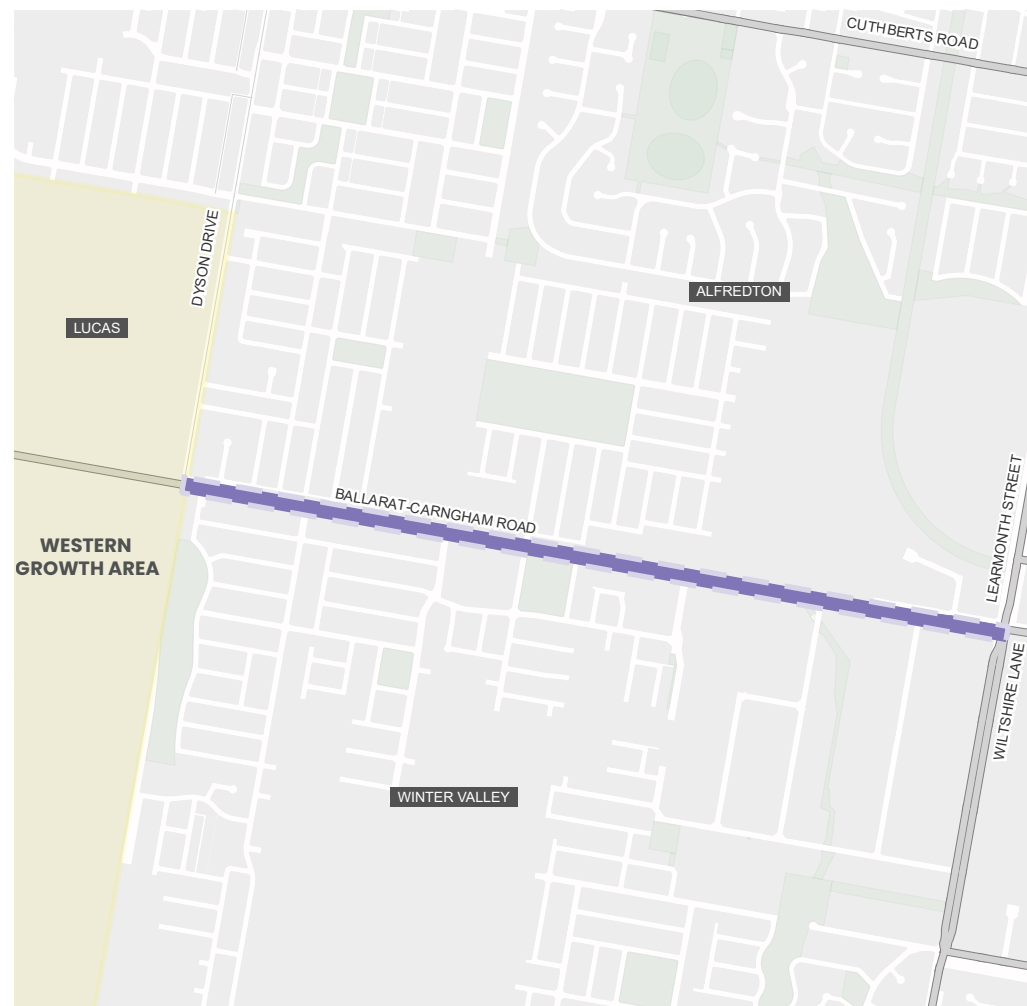 CUTHBERTS ROAD
DYSON DRIVE
ALFREDTON
LUCAS
BALLARAT-CARNGHAM ROAD
LEARMONTH STREET
WESTERN
GROWTH AREA
WILTSHIRE LANE
WINTER VALLEY